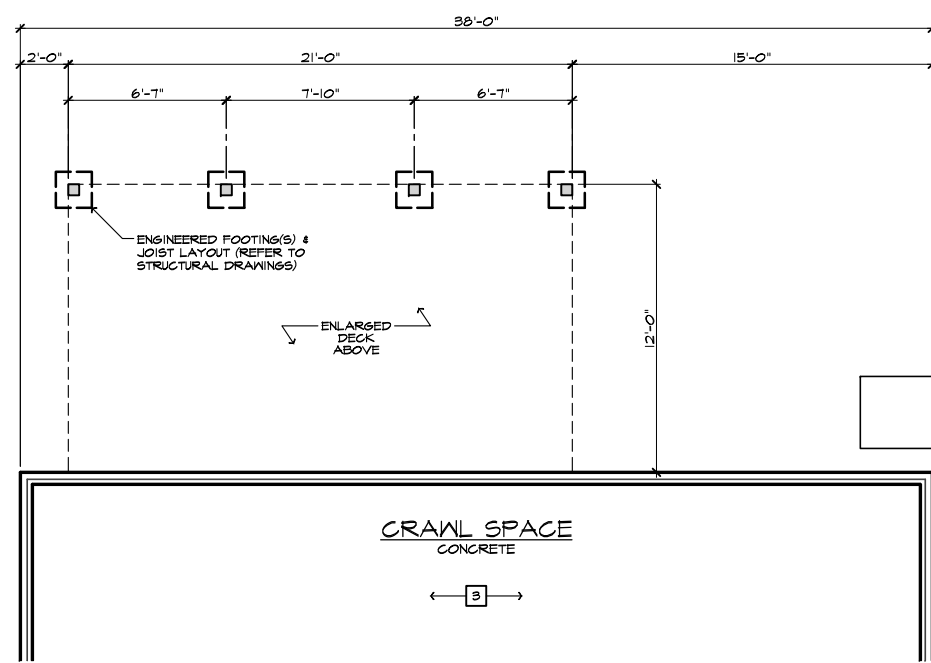 38'-0"
2'-0"
21'-0"
15'-0"
6'-7"
7'-10"
6'-7"
ENGINEERED FOOTING(S) &
JOIST LAYOUT (REFER TO
STRUCTURAL DRAWINGS)
12'-0"
ENLARGED
DECK
ABOVE
CRAWL SPACE
CONCRETE
3